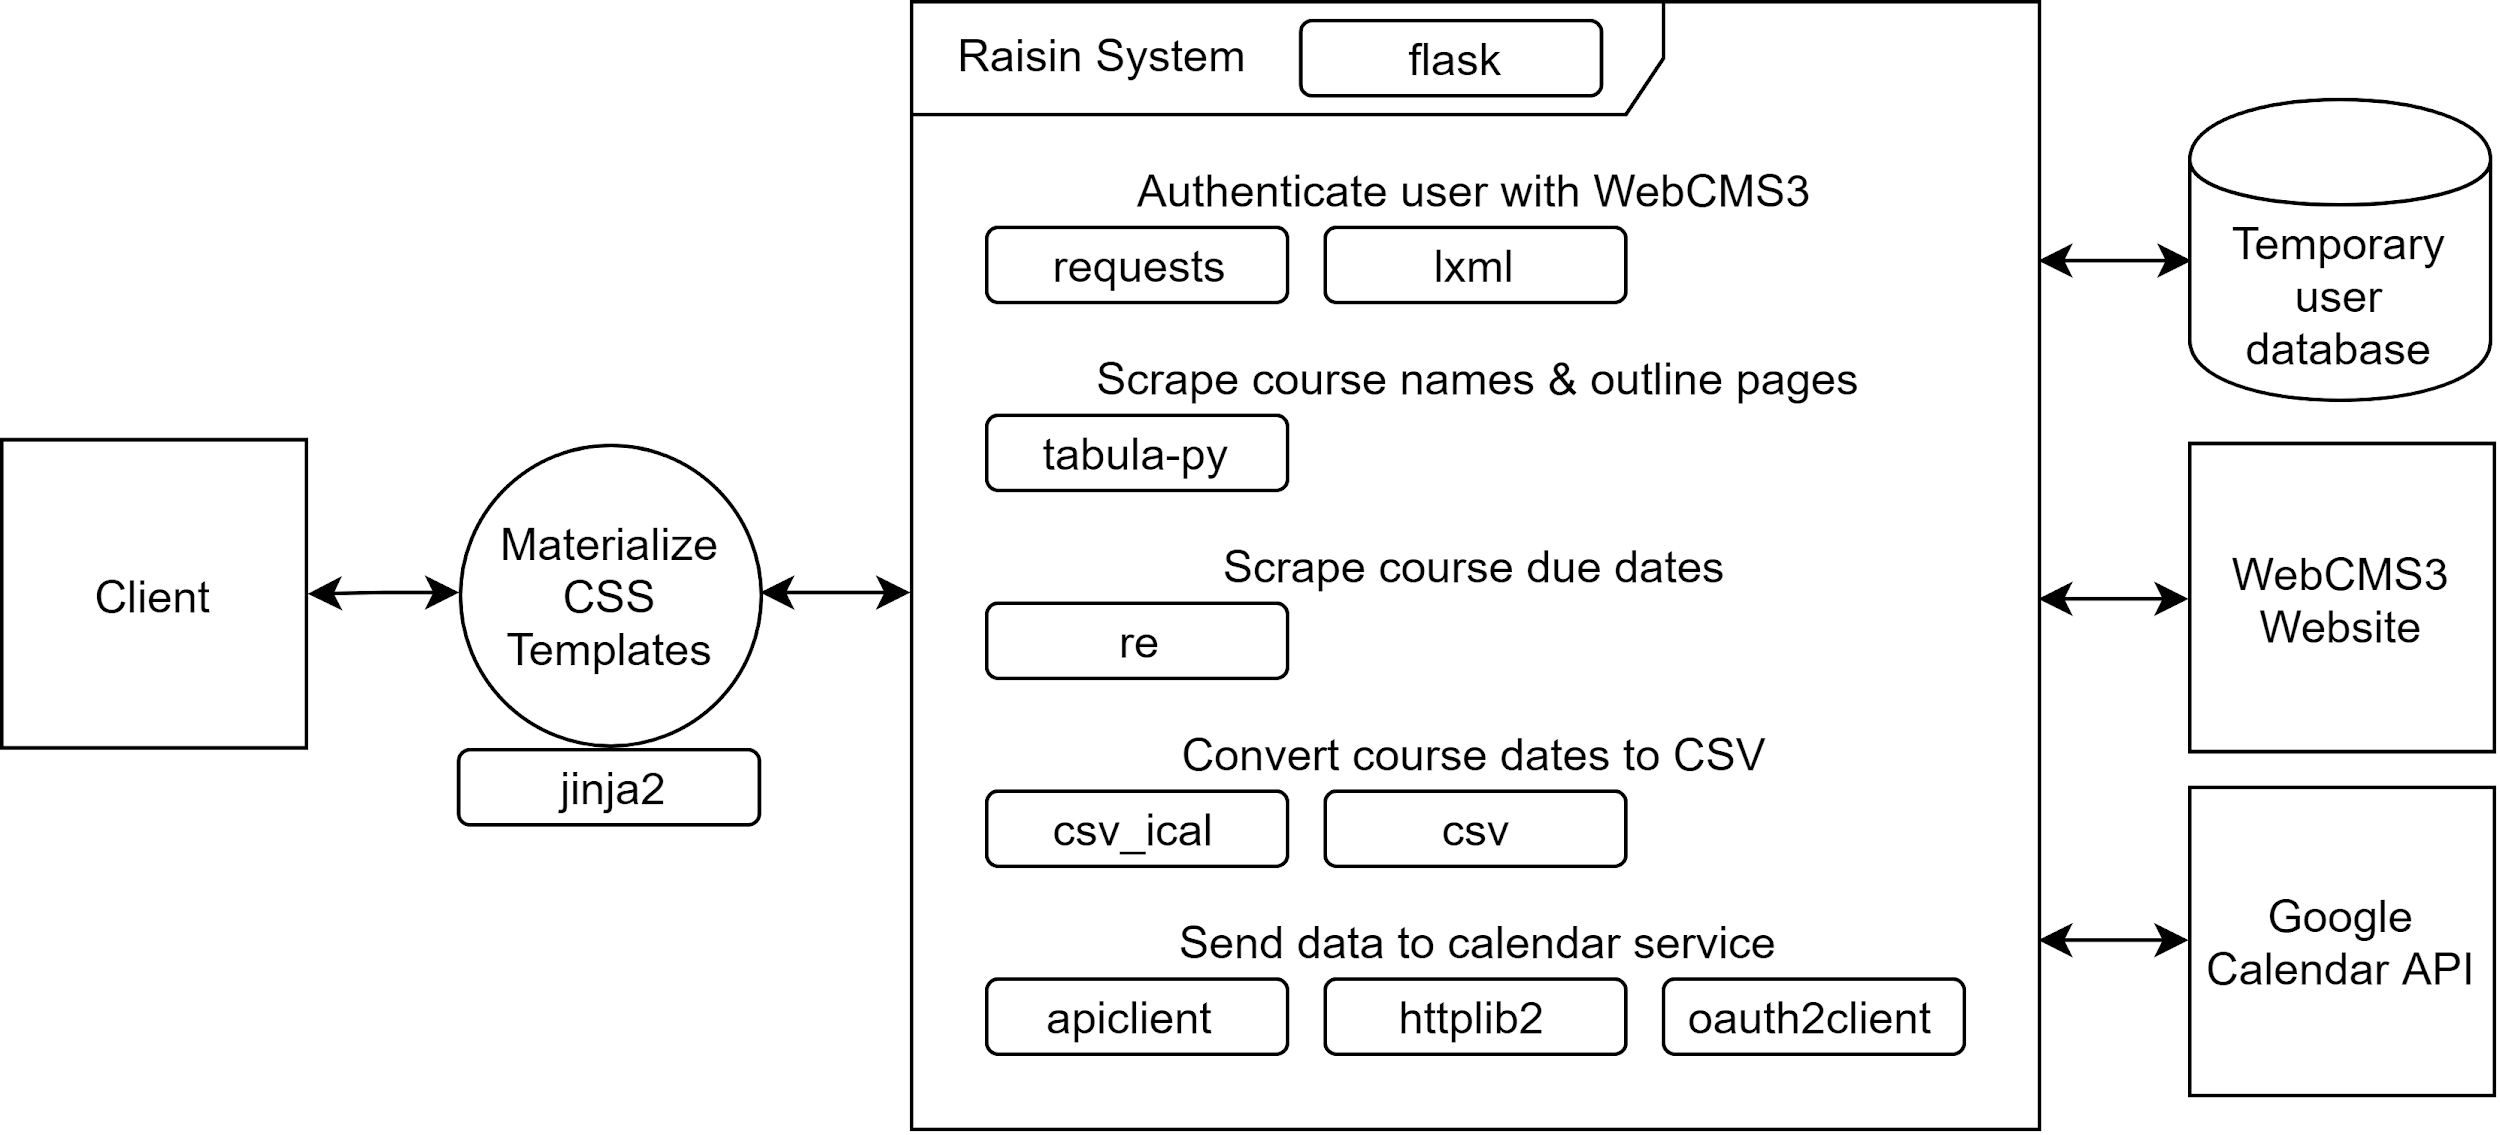 Raisin System
flask
Authenticate user with WebCMS3
requests
lxml
Scrape course names & outline pages
tabula-py
Scrape course due dates
re
Convert course dates to CSV
csv_ical
csv
Send data to calendar service
apiclient
httplib2
oauth2client
Client
Materialize
CSS
Templates
jinja2
Temporary
user
database
WebCMS3
Website
Google
Calendar API